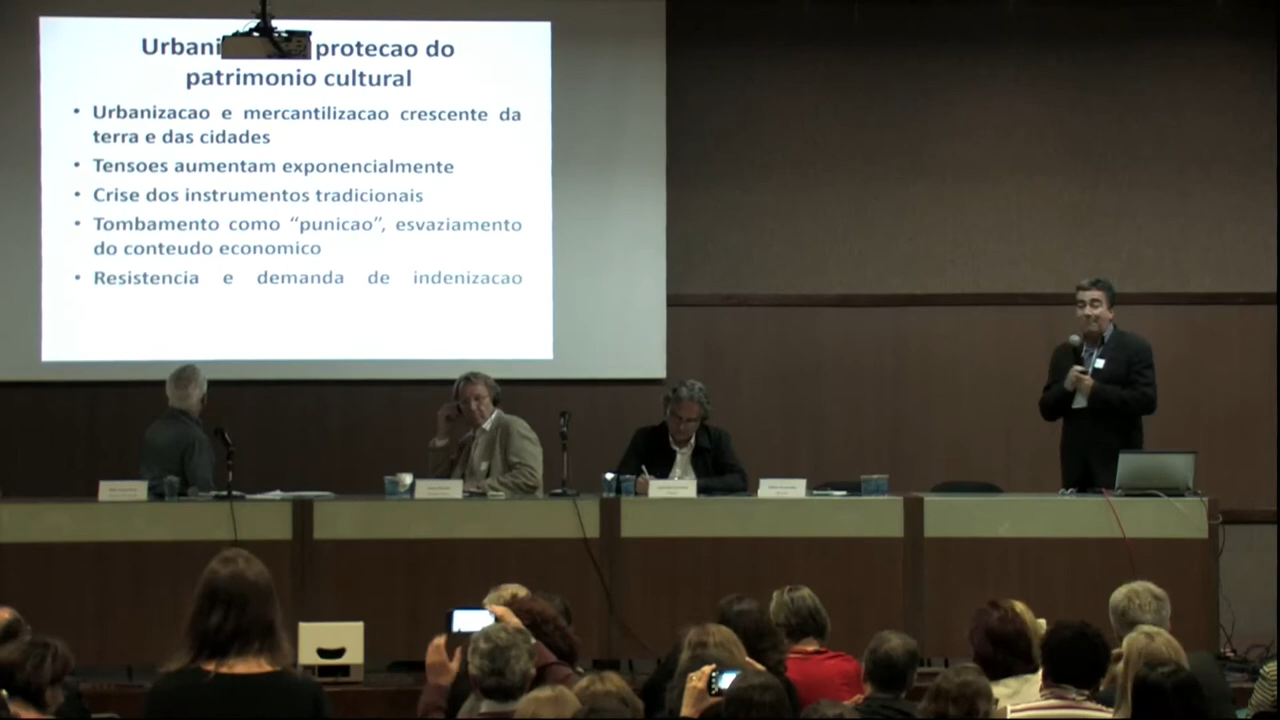 Urbani protecao do
patrimonio cultural
• Urbanizacao e mercantilizacao crescente da
terra e das cidades
• Tensoes aumentam exponencialmente
• Crise dos instrumentos tradicionais
• Tombamento como “punicao”, esvaziamento
do conteudo economico
• Resistencia e demanda de indenizacao